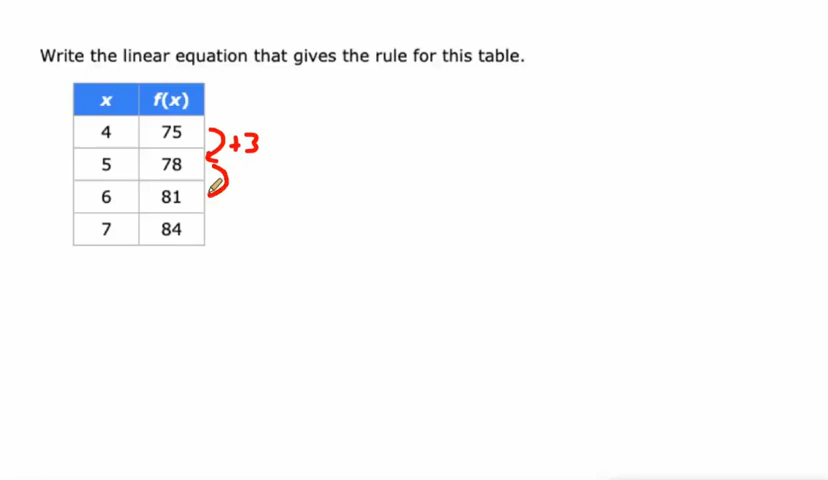 Write the linear equation that gives the rule for this table.
x f(x)
4 75
+3
5 78
6 81
7 84